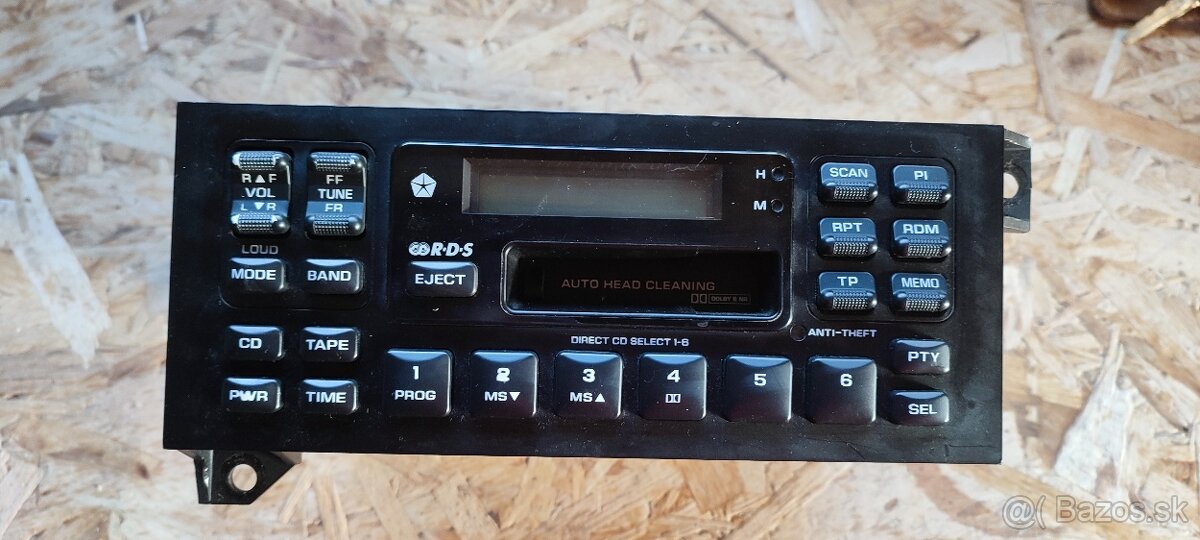 R▲F
VOL
L▼R
FF
TUNE
FR
LOUD
MODE
BAND
CD
TAPE
PWR
TIME
R·D·S
EJECT
H
M
AUTO HEAD CLEANING
DOLBY B NR
DIRECT CD SELECT 1-6
ANTI-THEFT
1
PROG
2
MS▼
3
MS▲
4
5
6
SCAN
PI
RPT
RDM
TP
MEMO
PTY
SEL
@( Bazos.sk